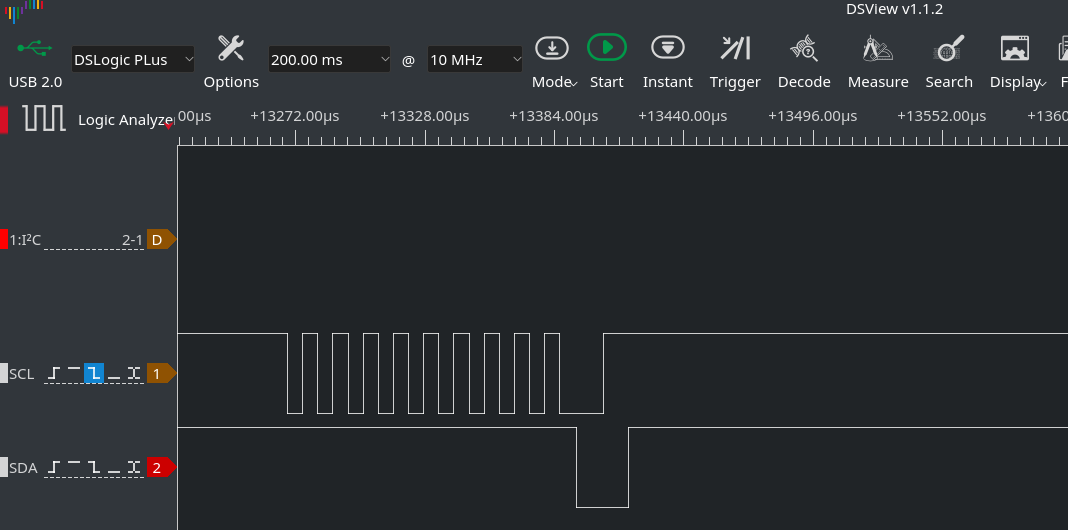 DSView v1.1.2
DSLogic PLus 200.00 ms @ 10 MHz
USB 2.0 Options Mode Start Instant Trigger Decode Measure Search Display F
Logic Analyze 00µs +13272.00µs +13328.00µs +13384.00µs +13440.00µs +13496.00µs +13552.00µs +1360
1:I²C 2-1 D
SCL 1
SDA 2